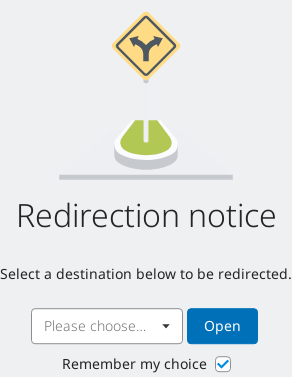 Redirection notice
Select a destination below to be redirected.
Please choose...
Open
Remember my choice